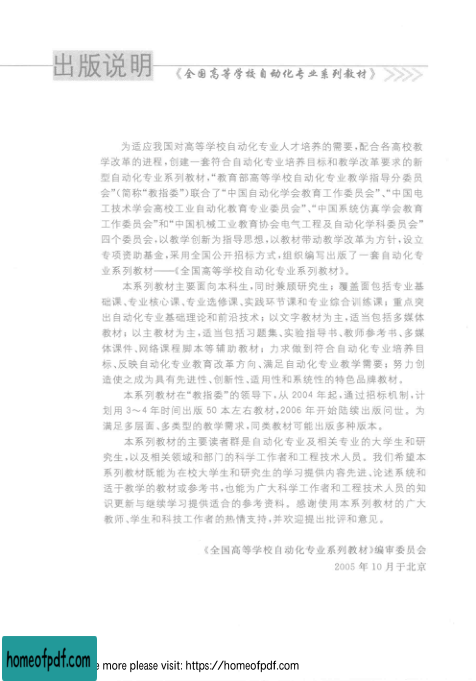 出版说明
《全国高等学校自动化专业系列教材》
为适应我国对高等学校自动化专业人才培养的需要,配合各高校教
学改革的进程,创建一套符合自动化专业培养目标和教学改革要求的新
型自动化专业系列教材,“教育部高等学校自动化专业教学指导分委员
会”(简称“教指委”)联合了“中国自动化学会教育工作委员会”、“中国电
工技术学会高校工业自动化教育专业委员会”、“中国系统仿真学会教育
工作委员会”和“中国机械工业教育协会电气工程及自动化学科委员会”
四个委员会,以教学创新为指导思想,以教材带动教学改革为方针,设立
专项资助基金,采用全国公开招标方式,组织编写出版了一套自动化专
业系列教材——《全国高等学校自动化专业系列教材》。
本系列教材主要面向本科生,同时兼顾研究生;覆盖面包括专业基
础课、专业核心课、专业选修课、实践环节课和专业综合训练课;重点突
出自动化专业基础理论和前沿技术;以文字教材为主,适当包括多媒体
教材;以主教材为主,适当包括习题集、实验指导书、教师参考书、多媒
体课件、网络课程脚本等辅助教材;力求做到符合自动化专业培养目
标、反映自动化专业教育改革方向、满足自动化专业教学需要;努力创
造使之成为具有先进性、创新性、适用性和系统性的特色品牌教材。
本系列教材在“教指委”的领导下,从 2004 年起,通过招标机制,计
划用 3~4 年时间出版 50 本左右教材,2006 年开始陆续出版问世。为
满足多层面、多类型的教学需求,同类教材可能出版多种版本。
本系列教材的主要读者群是自动化专业及相关专业的大学生和研
究生,以及相关领域和部门的科学工作者和工程技术人员。我们希望本
系列教材既能为在校大学生和研究生的学习提供内容先进、论述系统和
适于教学的教材或参考书,也能为广大科学工作者和工程技术人员的知
识更新与继续学习提供适合的参考资料。感谢使用本系列教材的广大
教师、学生和科技工作者的热情支持,并欢迎提出批评和意见。
《全国高等学校自动化专业系列教材》编审委员会
2005 年 10 月于北京
homeofpdf.com
e more please visit: https://homeofpdf.com